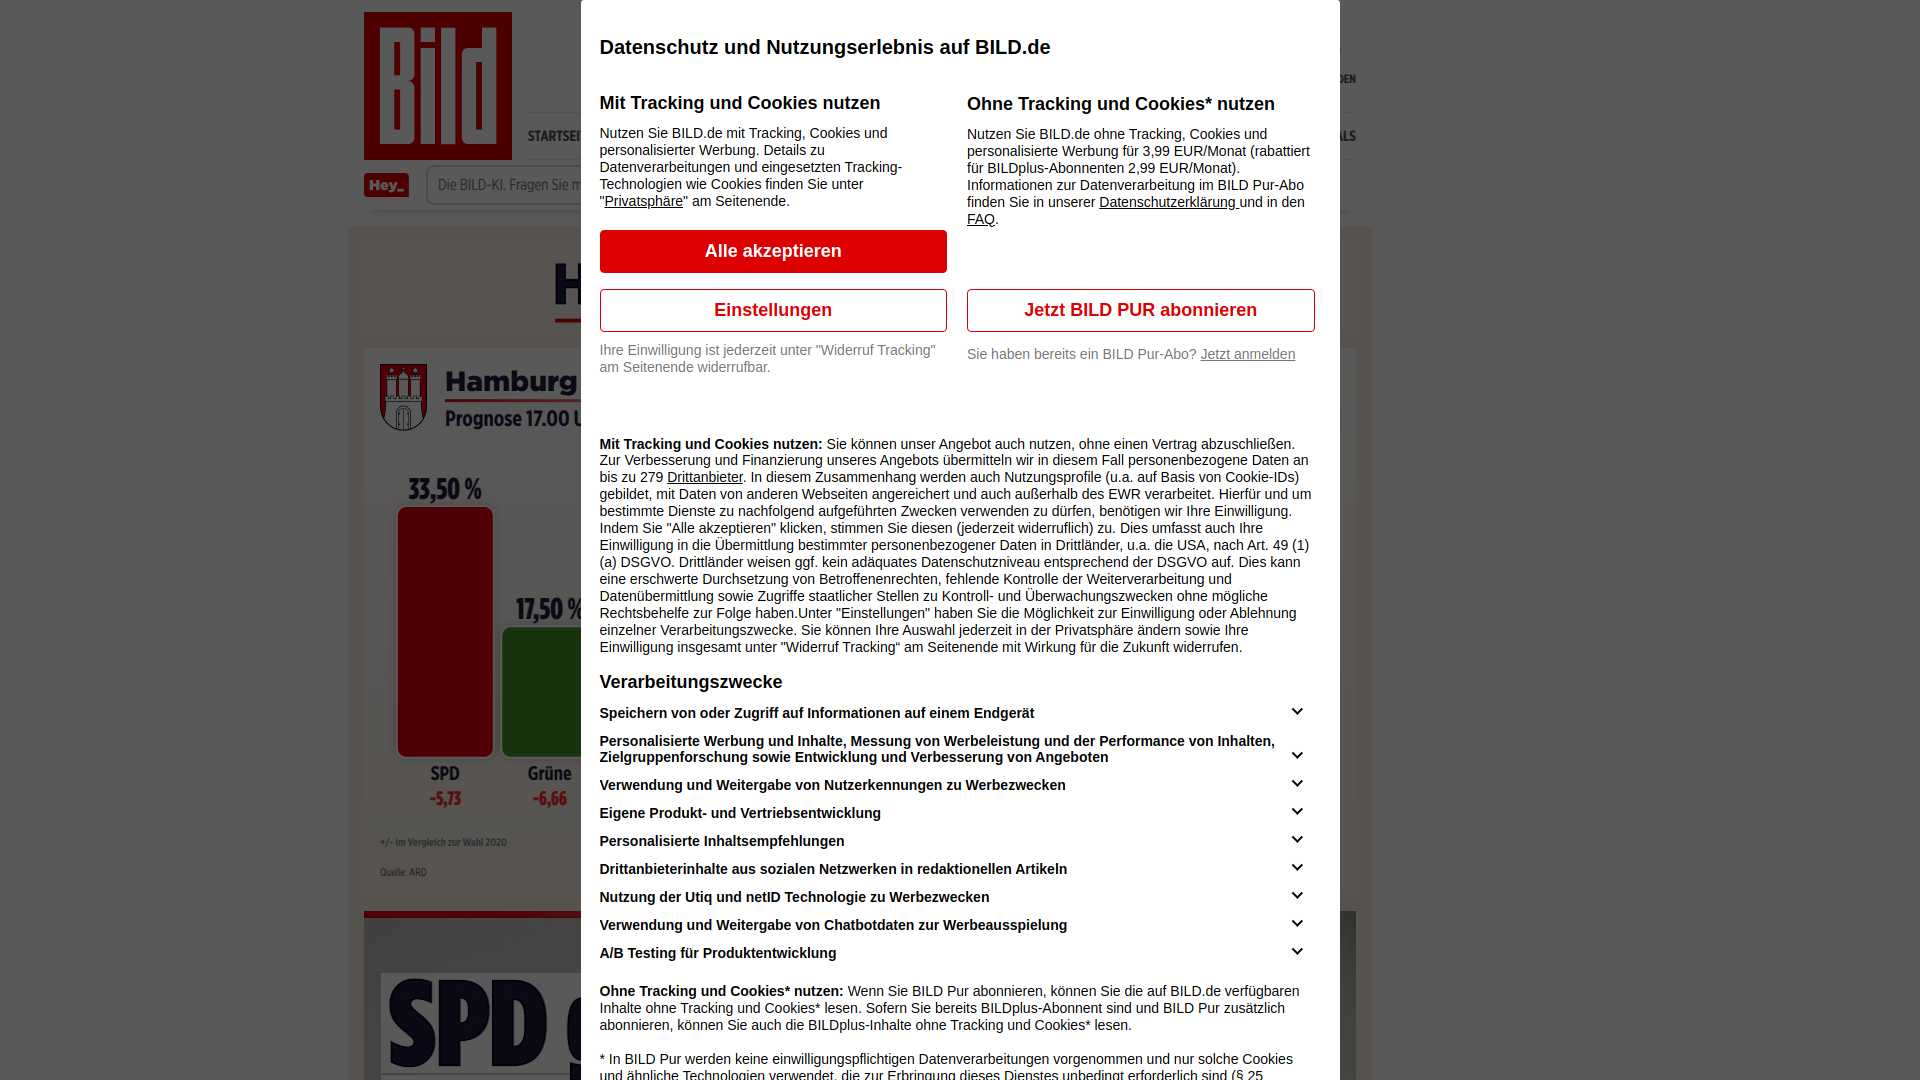 Bild
DEN
STARTSEI
ALS
Hey_
Die BILD-KI. Fragen Sie m
H
Hamburg
Prognose 17.00 U
33,50 %
17,50 %
SPD
Grüne
-5,73
-6,66
+/- im Vergleich zur Wahl 2020
Quelle: ARD
SPD g
Datenschutz und Nutzungserlebnis auf BILD.de
Mit Tracking und Cookies nutzen
Nutzen Sie BILD.de mit Tracking, Cookies und
personalisierter Werbung. Details zu
Datenverarbeitungen und eingesetzten Tracking-
Technologien wie Cookies finden Sie unter
"Privatsphäre" am Seitenende.
Alle akzeptieren
Einstellungen
Ihre Einwilligung ist jederzeit unter "Widerruf Tracking"
am Seitenende widerrufbar.
Ohne Tracking und Cookies* nutzen
Nutzen Sie BILD.de ohne Tracking, Cookies und
personalisierte Werbung für 3,99 EUR/Monat (rabattiert
für BILDplus-Abonnenten 2,99 EUR/Monat).
Informationen zur Datenverarbeitung im BILD Pur-Abo
finden Sie in unserer Datenschutzerklärung und in den
FAQ.
Jetzt BILD PUR abonnieren
Sie haben bereits ein BILD Pur-Abo? Jetzt anmelden
Mit Tracking und Cookies nutzen: Sie können unser Angebot auch nutzen, ohne einen Vertrag abzuschließen.
Zur Verbesserung und Finanzierung unseres Angebots übermitteln wir in diesem Fall personenbezogene Daten an
bis zu 279 Drittanbieter. In diesem Zusammenhang werden auch Nutzungsprofile (u.a. auf Basis von Cookie-IDs)
gebildet, mit Daten von anderen Webseiten angereichert und auch außerhalb des EWR verarbeitet. Hierfür und um
bestimmte Dienste zu nachfolgend aufgeführten Zwecken verwenden zu dürfen, benötigen wir Ihre Einwilligung.
Indem Sie "Alle akzeptieren" klicken, stimmen Sie diesen (jederzeit widerruflich) zu. Dies umfasst auch Ihre
Einwilligung in die Übermittlung bestimmter personenbezogener Daten in Drittländer, u.a. die USA, nach Art. 49 (1)
(a) DSGVO. Drittländer weisen ggf. kein adäquates Datenschutzniveau entsprechend der DSGVO auf. Dies kann
eine erschwerte Durchsetzung von Betroffenenrechten, fehlende Kontrolle der Weiterverarbeitung und
Datenübermittlung sowie Zugriffe staatlicher Stellen zu Kontroll- und Überwachungszwecken ohne mögliche
Rechtsbehelfe zur Folge haben.Unter "Einstellungen" haben Sie die Möglichkeit zur Einwilligung oder Ablehnung
einzelner Verarbeitungszwecke. Sie können Ihre Auswahl jederzeit in der Privatsphäre ändern sowie Ihre
Einwilligung insgesamt unter "Widerruf Tracking“ am Seitenende mit Wirkung für die Zukunft widerrufen.
Verarbeitungszwecke
Speichern von oder Zugriff auf Informationen auf einem Endgerät
Personalisierte Werbung und Inhalte, Messung von Werbeleistung und der Performance von Inhalten,
Zielgruppenforschung sowie Entwicklung und Verbesserung von Angeboten
Verwendung und Weitergabe von Nutzerkennungen zu Werbezwecken
Eigene Produkt- und Vertriebsentwicklung
Personalisierte Inhaltsempfehlungen
Drittanbieterinhalte aus sozialen Netzwerken in redaktionellen Artikeln
Nutzung der Utiq und netID Technologie zu Werbezwecken
Verwendung und Weitergabe von Chatbotdaten zur Werbeausspielung
A/B Testing für Produktentwicklung
Ohne Tracking und Cookies* nutzen: Wenn Sie BILD Pur abonnieren, können Sie die auf BILD.de verfügbaren
Inhalte ohne Tracking und Cookies* lesen. Sofern Sie bereits BILDplus-Abonnent sind und BILD Pur zusätzlich
abonnieren, können Sie auch die BILDplus-Inhalte ohne Tracking und Cookies* lesen.
* In BILD Pur werden keine einwilligungspflichtigen Datenverarbeitungen vorgenommen und nur solche Cookies
und ähnliche Technologien verwendet, die zur Erbringung dieses Dienstes unbedingt erforderlich sind (§ 25